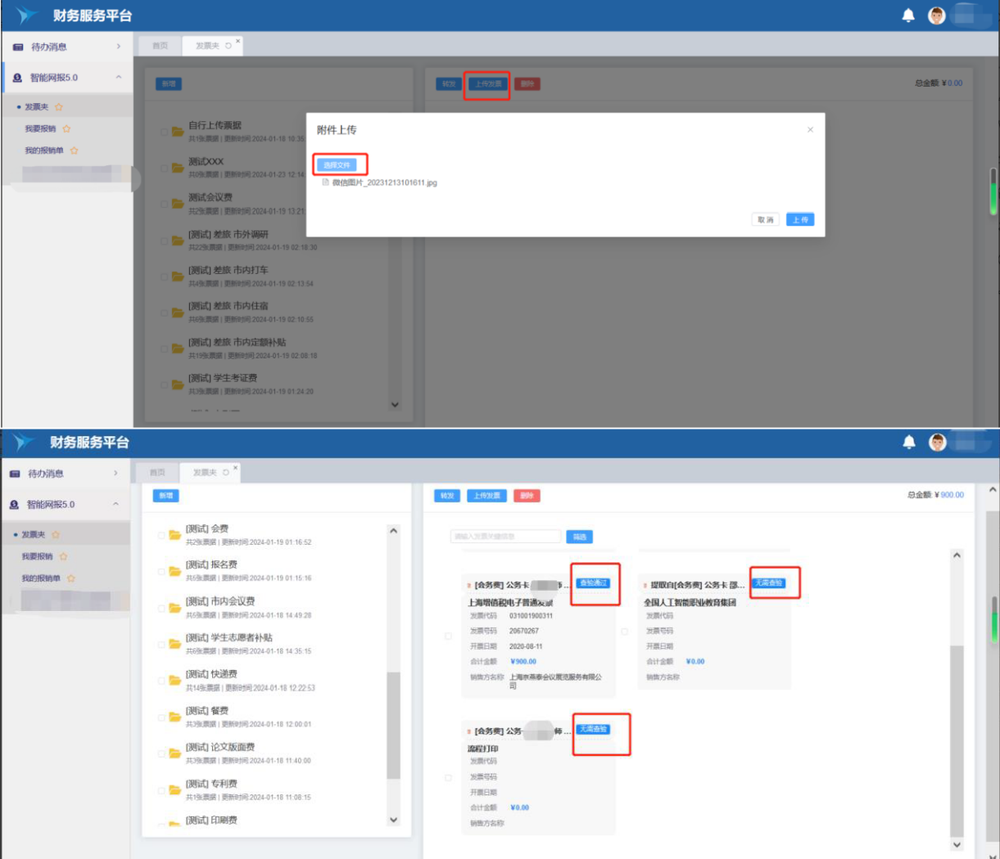 财务服务平台
待办消息
首页
发票夹
智能网报5.0
新增
转发
上传发票
删除
总金额 ¥0.00
发票夹
我要报销
我的报销单
自行上传票据
共1张票据 | 更新时间:2024-01-18 10:35
测试XXX
共0张票据 | 更新时间:2024-01-23 12:14
测试会议费
共2张票据 | 更新时间:2024-01-19 13:21
[测试] 差旅 市外调研
共22张票据 | 更新时间:2024-01-19 02:18:30
[测试] 差旅 市内打车
共4张票据 | 更新时间:2024-01-19 02:13:54
[测试] 差旅 市内住宿
共6张票据 | 更新时间:2024-01-19 02:10:55
[测试] 差旅 市内定额补贴
共19张票据 | 更新时间:2024-01-19 02:08:18
[测试] 学生考证费
共3张票据 | 更新时间:2024-01-19 01:24:20
附件上传
选择文件
微信图片_20231213101611.jpg
取 消
上 传
财务服务平台
待办消息
首页
发票夹
智能网报5.0
新增
转发
上传发票
删除
总金额 ¥900.00
发票夹
我要报销
我的报销单
[测试] 会费
共2张票据 | 更新时间:2024-01-19 01:16:52
[测试] 报名费
共5张票据 | 更新时间:2024-01-19 01:15:16
[测试] 市内会议费
共5张票据 | 更新时间:2024-01-18 14:49:28
[测试] 学生志愿者补贴
共6张票据 | 更新时间:2024-01-18 14:35:15
[测试] 快递费
共14张票据 | 更新时间:2024-01-18 12:22:53
[测试] 餐费
共3张票据 | 更新时间:2024-01-18 12:00:01
[测试] 论文版面费
共3张票据 | 更新时间:2024-01-18 11:40:00
[测试] 专利费
共1张票据 | 更新时间:2024-01-18 11:08:15
[测试] 印刷费
请输入发票关键信息
筛选
[会务费] 公务卡 师 ...
查验通过
上海增值税电子普通发票
发票代码 031001900311
发票号码 20670267
开票日期 2020-08-11
合计金额 ¥900.00
销售方名称 上海京燕泰会议展览服务有限公司
提取自[会务费] 公务卡 邵...
无需查验
全国人工智能职业教育集团
发票代码
发票号码
开票日期
合计金额 ¥0.00
销售方名称
[会务费] 公务 师 ...
无需查验
流程打印
发票代码
发票号码
开票日期
合计金额 ¥0.00
销售方名称